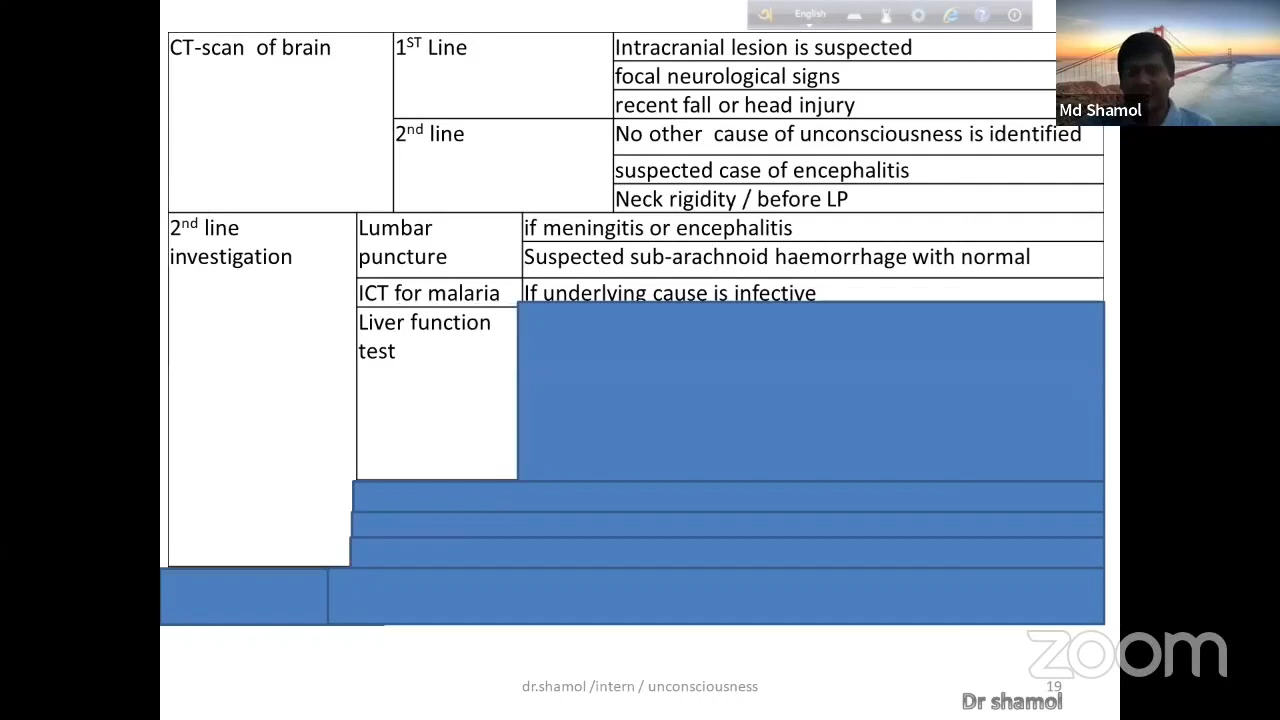 English
CT-scan of brain
1ST Line
Intracranial lesion is suspected
focal neurological signs
recent fall or head injury
2nd line
No other cause of unconsciousness is identified
suspected case of encephalitis
Neck rigidity / before LP
2nd line
investigation
Lumbar
puncture
if meningitis or encephalitis
Suspected sub-arachnoid haemorrhage with normal
ICT for malaria
If underlying cause is infective
Liver function
test
Md Shamol
zoom
dr.shamol /intern / unconsciousness
19
Dr shamol